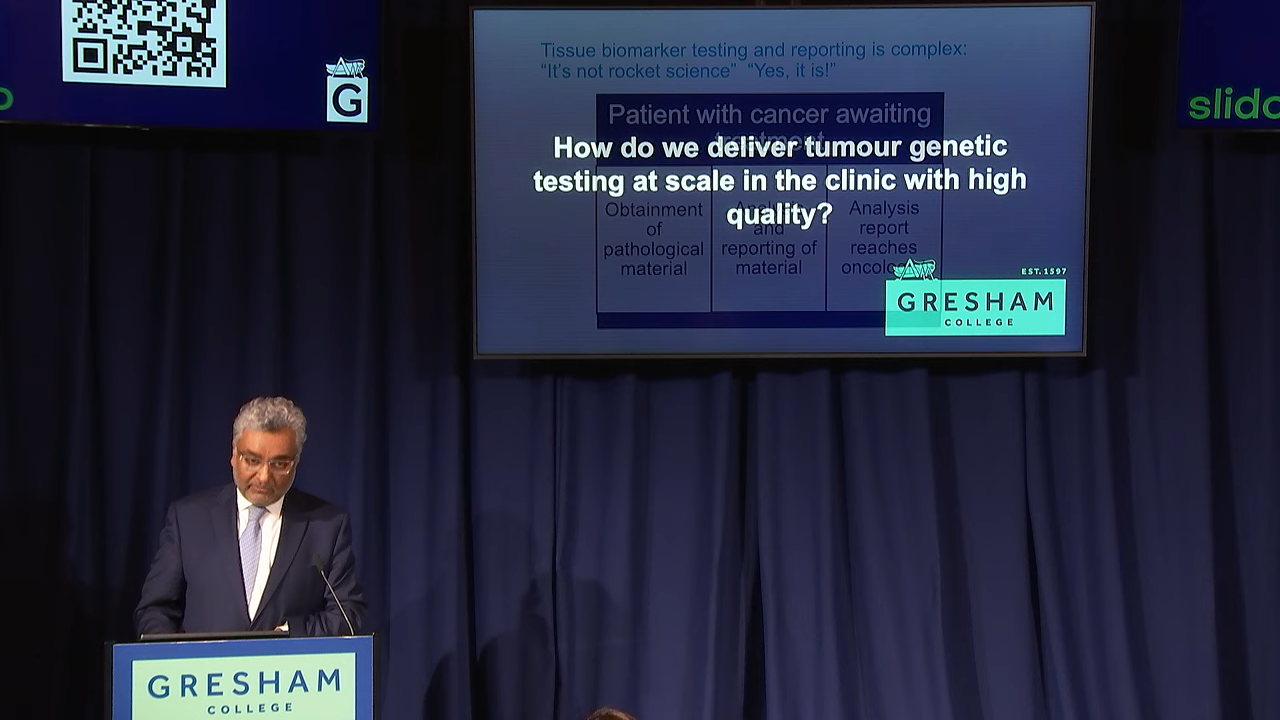 G
Tissue biomarker testing and reporting is complex:
“It’s not rocket science” “Yes, it is!”
Patient with cancer awaiting
treatment
How do we deliver tumour genetic
testing at scale in the clinic with high
quality?
Obtainment
of
pathological
material
and
reporting of
material
Analysis
report
reaches
EST. 1597
GRESHAM
COLLEGE
slido
GRESHAM
COLLEGE